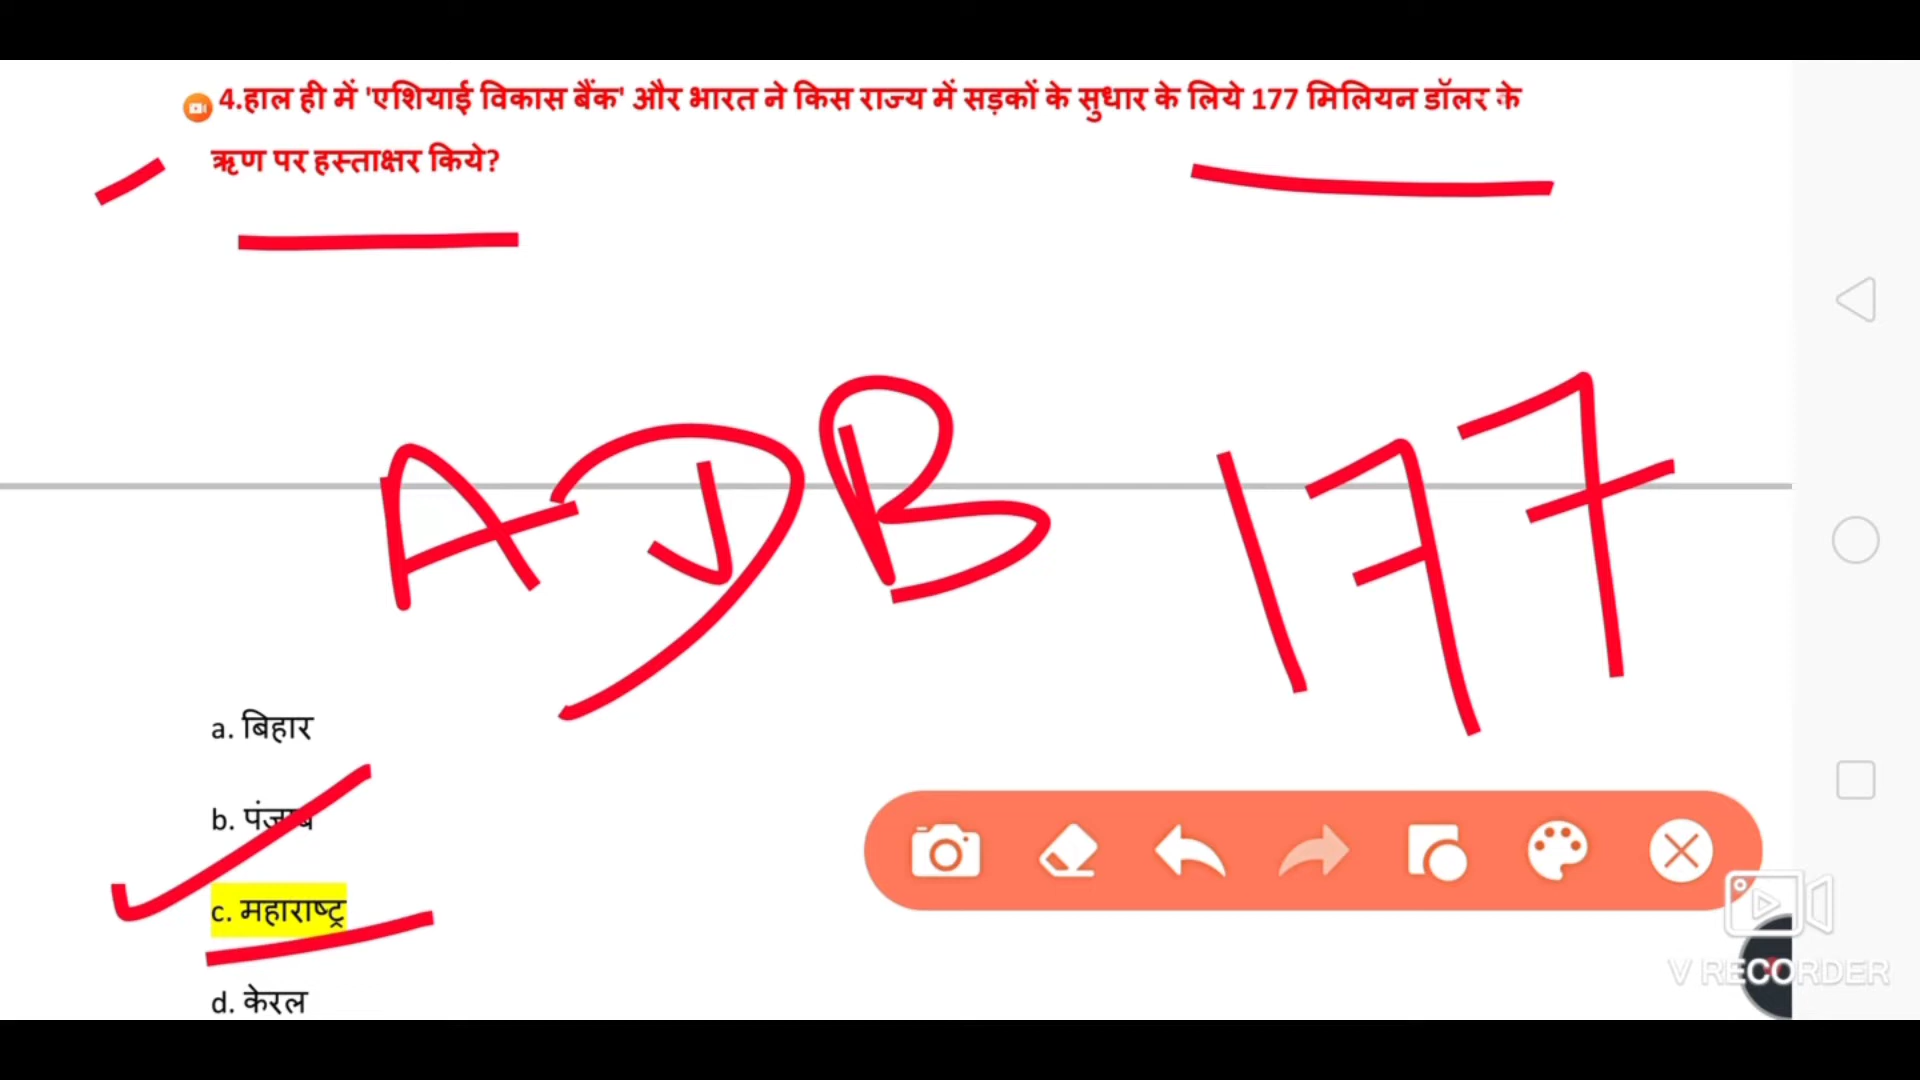 4.हाल ही में 'एशियाई विकास बैंक' और भारत ने किस राज्य में सड़कों के सुधार के लिये 177 मिलियन डॉलर के
ऋण पर हस्ताक्षर किये?
ADB 177
a. बिहार
b. पंजाब
c. महाराष्ट्र
d. केरल
V RECORDER